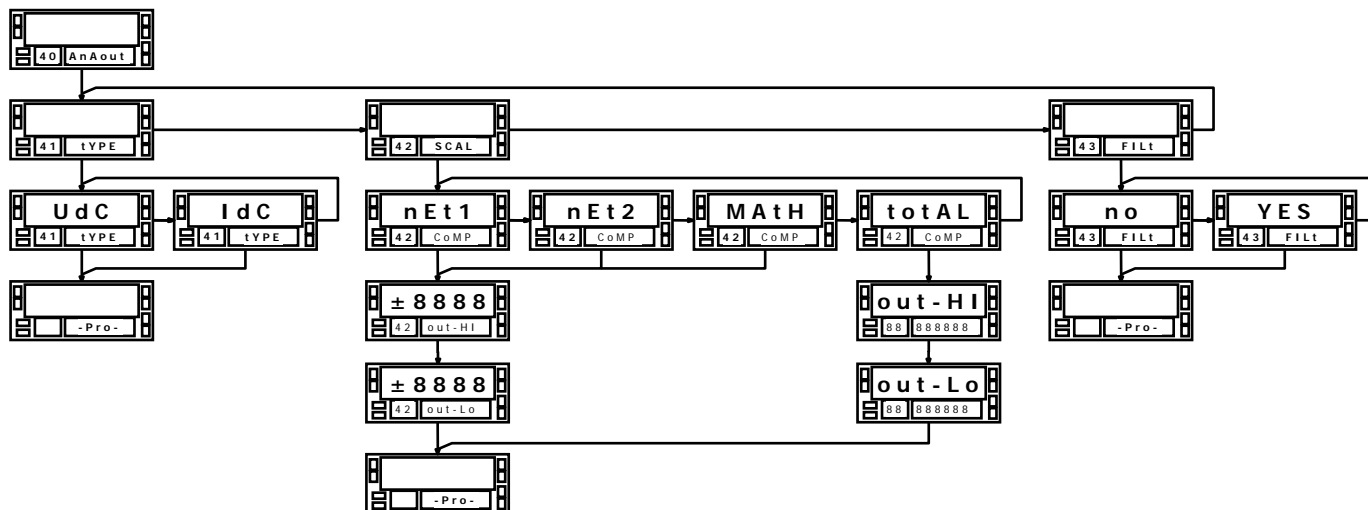 40 AnAout
41 tYPE
42 SCAL
43 FILt
UdC
41 tYPE
IdC
41 tYPE
nEt1
42 CoMP
nEt2
42 CoMP
MAtH
42 CoMP
totAL
42 CoMP
no
43 FILt
YES
43 FILt
-Pro-
±8888
42 out-HI
out-HI
88 888888
-Pro-
±8888
42 out-Lo
out-Lo
88 888888
-Pro-